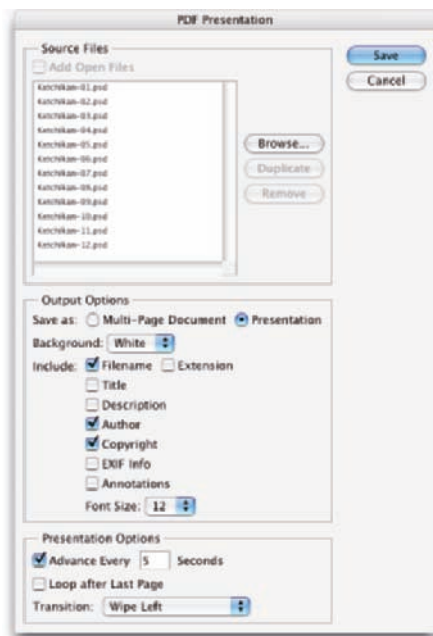 PDF Presentation
Source Files
Add Open Files
Ketchikan-01.psd
Ketchikan-02.psd
Ketchikan-03.psd
Ketchikan-04.psd
Ketchikan-05.psd
Ketchikan-06.psd
Ketchikan-07.psd
Ketchikan-08.psd
Ketchikan-09.psd
Ketchikan-10.psd
Ketchikan-11.psd
Ketchikan-12.psd
Save
Cancel
Browse...
Duplicate
Remove
Output Options
Save as: Multi-Page Document Presentation
Background: White
Include: Filename Extension
Title
Description
Author
Copyright
EXIF Info
Annotations
Font Size: 12
Presentation Options
Advance Every 5 Seconds
Loop after Last Page
Transition: Wipe Left